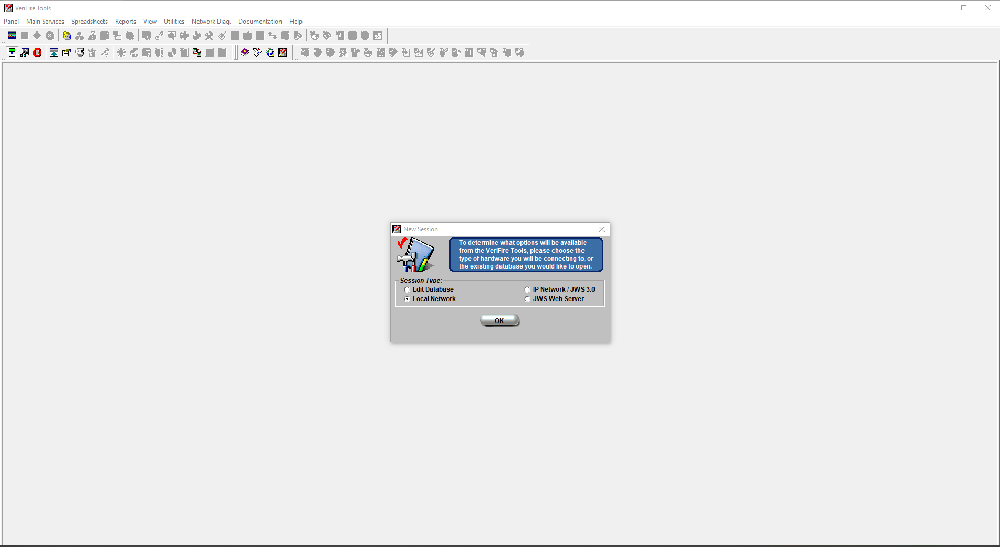 VeriFire Tools
Panel Main Services Spreadsheets Reports View Utilities Network Diag. Documentation Help
New Session
To determine what options will be available
from the VeriFire Tools, please choose the
type of hardware you will be connecting to, or
the existing database you would like to open.
Session Type:
Edit Database IP Network / JWS 3.0
Local Network JWS Web Server
OK